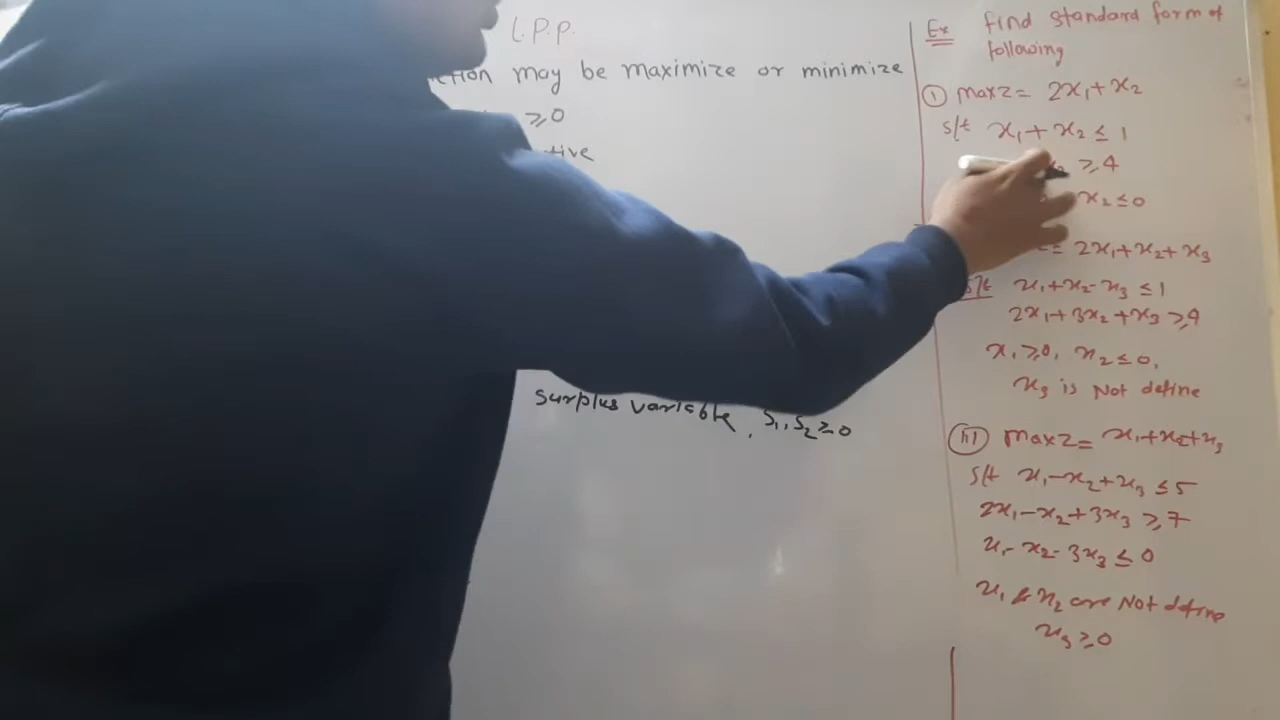 L.P.P.
may be maximize or minimize
≥0
surplus variable, S₁, S₂ ≥ 0
Ex find standard form of
following
① max Z = 2x₁ + x₂
s/t x₁ + x₂ ≤ 1
≥ 4
x₂ ≤ 0
= 2x₁ + x₂ + x₃
s/t x₁ + x₂ - x₃ ≤ 1
2x₁ + 3x₂ + x₃ ≥ 4
x₁ ≥ 0, x₂ ≤ 0,
x₃ is Not define
(iii) max Z = x₁ + x₂ + x₃
s/t x₁ - x₂ + x₃ ≤ 5
2x₁ - x₂ + 3x₃ ≥ 7
x₁ - x₂ - 3x₃ ≤ 0
x₁ & x₂ are Not define
x₃ ≥ 0